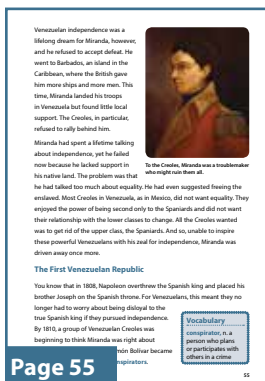 Venezuelan independence was a
lifelong dream for Miranda, however,
and he refused to accept defeat. He
went to Barbados, an island in the
Caribbean, where the British gave
him more ships and more men. This
time, Miranda landed his troops
in Venezuela but found little local
support. The Creoles, in particular,
refused to rally behind him.
To the Creoles, Miranda was a troublemaker
who might ruin them all.
Miranda had spent a lifetime talking
about independence, yet he failed
now because he lacked support in
his native land. The problem was that
he had talked too much about equality. He had even suggested freeing the
enslaved. Most Creoles in Venezuela, as in Mexico, did not want equality. They
enjoyed the power of being second only to the Spaniards and did not want
their relationship with the lower classes to change. All the Creoles wanted
was to get rid of the upper class, the Spaniards. And so, unable to inspire
these powerful Venezuelans with his zeal for independence, Miranda was
driven away once more.
The First Venezuelan Republic
You know that in 1808, Napoleon overthrew the Spanish king and placed his
brother Joseph on the Spanish throne. For Venezuelans, this meant they no
longer had to worry about being disloyal to the
true Spanish king if they pursued independence.
By 1810, a group of Venezuelan Creoles was
beginning to think Miranda was right about
món Bolívar became
nspirators.
Vocabulary
conspirator, n. a
person who plans
or participates with
others in a crime
Page 55
55